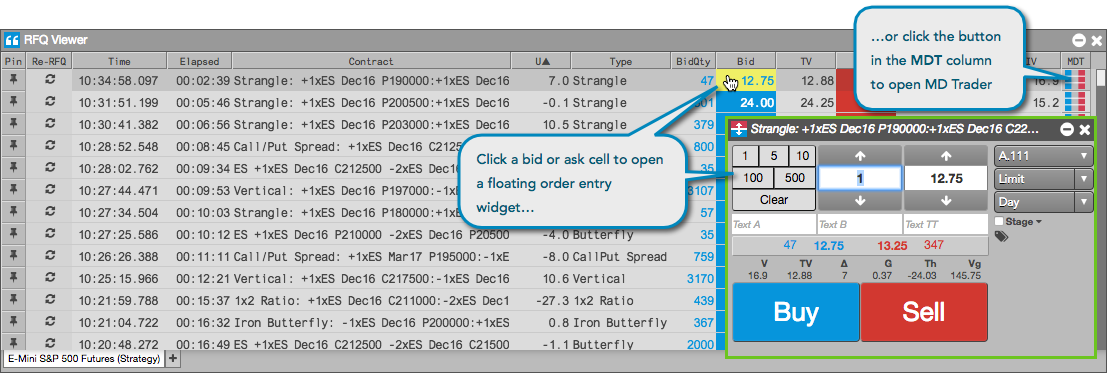 RFQ Viewer
Pin Re-RFQ Time Elapsed Contract U▲ Type BidQty Bid TV IV MDT
10:34:58.097 00:02:39 Strangle: +1xES Dec16 P190000:+1xES Dec16 7.0 Strangle 47 12.75 12.88 16.9
10:31:51.199 00:05:46 Strangle: +1xES Dec16 P200500:+1xES Dec16 -0.1 Strangle 24.00 24.25 15.2
10:30:41.382 00:06:56 Strangle: +1xES Dec16 P203000:+1xES Dec16 10.5 Strangle 379
10:28:52.548 00:08:45 Call/Put Spread: +1xES Dec16 C2125 800
10:28:02.762 00:09:34 ES +1xES Dec16 C212500 -2xES Dec16 35
10:27:44.471 00:09:53 Vertical: +1xES Dec16 P197000:-1xES 3107
10:27:34.504 00:10:03 Strangle: +1xES Dec16 P180000:+1xES 57
10:27:25.586 00:10:12 ES +1xES Dec16 P210000 -2xES Dec16 P20500 -4.0 Butterfly 35
10:26:26.388 00:11:11 Call/Put Spread: +1xES Mar17 P195000:-1xE -8.0 CallPut Spread 759
10:25:15.966 00:12:21 Vertical: +1xES Dec16 C217500:-1xES Dec16 10.6 Vertical 3170
10:21:59.788 00:15:37 1x2 Ratio: +1xES Dec16 C211000:-2xES Dec1 -27.3 1x2 Ratio 439
10:21:04.722 00:16:32 Iron Butterfly: -1xES Dec16 P200000:+1xES 0.8 Iron Butterfly 367
10:20:48.272 00:16:49 ES +1xES Dec16 C212500 -2xES Dec16 C21500 -1.1 Butterfly 2000
E-Mini S&P 500 Futures (Strategy) +
…or click the button
in the MDT column
to open MD Trader
Click a bid or ask cell to open
a floating order entry
widget…
Strangle: +1xES Dec16 P190000:+1xES Dec16 C22…
1 5 10
100 500
Clear
1
12.75
A.111
Limit
Day
Stage
Text A Text B Text TT
47 12.75 13.25 347
V TV Δ G Th Vg
16.9 12.88 7 0.37 -24.03 145.75
Buy Sell